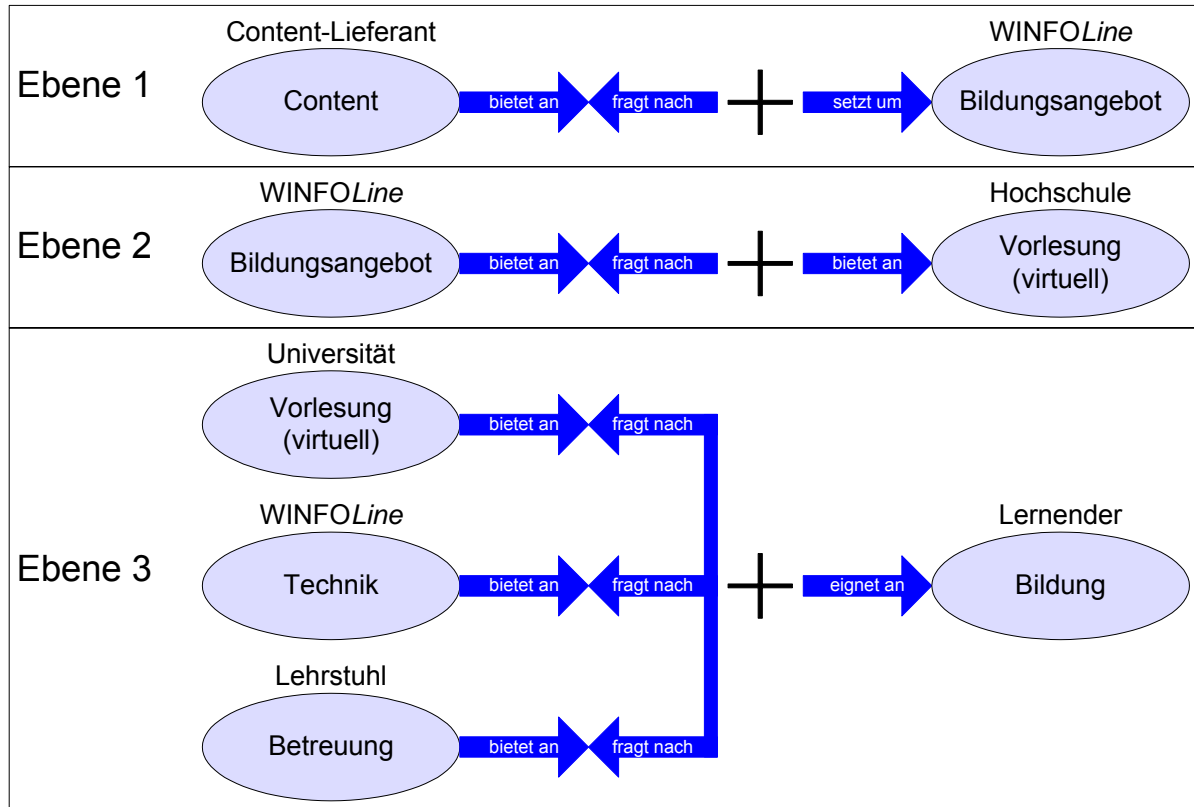 Content-Lieferant
WINFOLine
Ebene 1
Content
bietet an
fragt nach
setzt um
Bildungsangebot
WINFOLine
Hochschule
Ebene 2
Bildungsangebot
bietet an
fragt nach
bietet an
Vorlesung
(virtuell)
Universität
Vorlesung
(virtuell)
bietet an
fragt nach
WINFOLine
Lernender
Ebene 3
Technik
bietet an
fragt nach
eignet an
Bildung
Lehrstuhl
Betreuung
bietet an
fragt nach